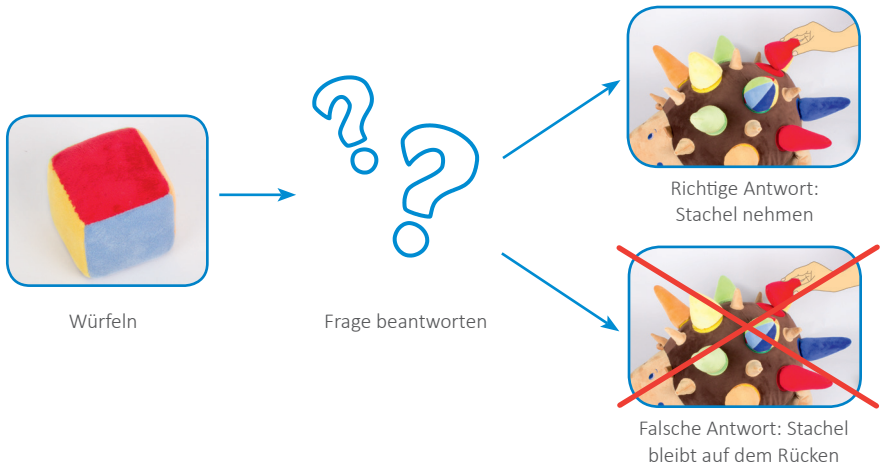 Würfeln
Frage beantworten
Richtige Antwort:
Stachel nehmen
Falsche Antwort: Stachel
bleibt auf dem Rücken